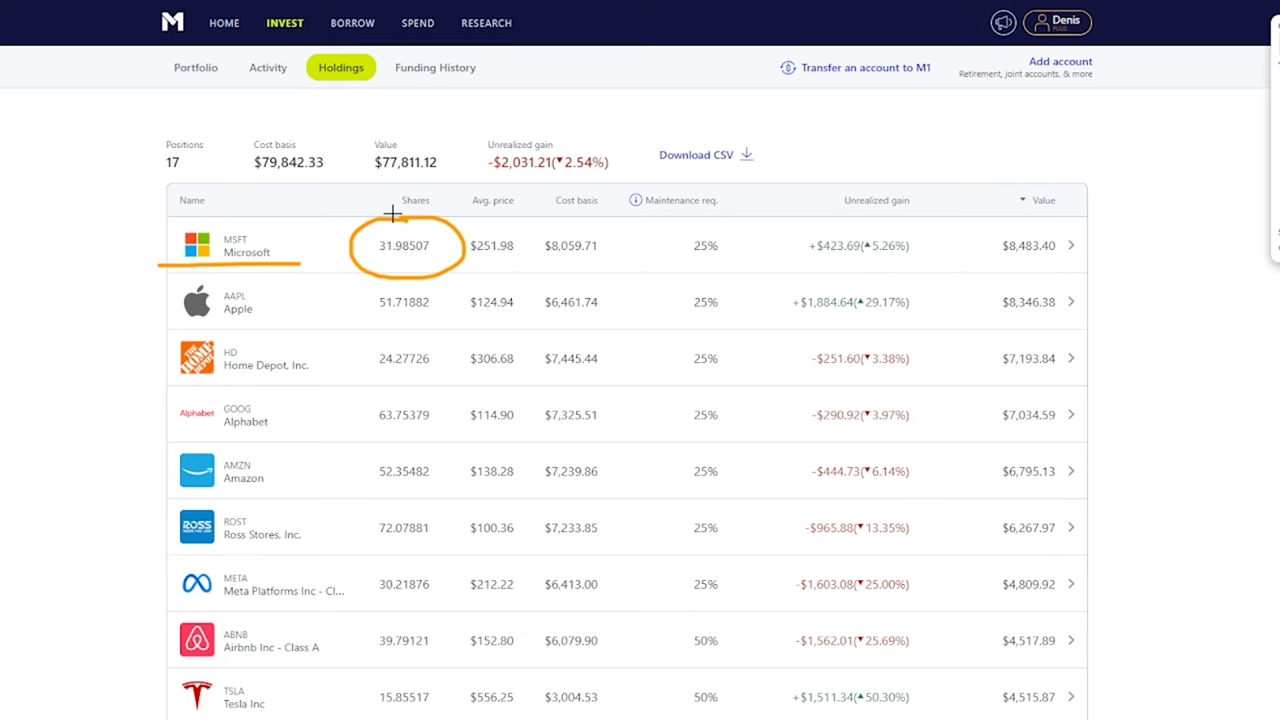 HOME INVEST BORROW SPEND RESEARCH Denis
PLUS
Portfolio Activity Holdings Funding History Transfer an account to M1 Add account
Retirement, joint accounts, & more
Positions Cost basis Value Unrealized gain
17 $79,842.33 $77,811.12 -$2,031.21(▼2.54%) Download CSV
Name Shares Avg. price Cost basis Maintenance req. Unrealized gain Value
MSFT
Microsoft 31.98507 $251.98 $8,059.71 25% +$423.69(▲5.26%) $8,483.40
AAPL
Apple 51.71882 $124.94 $6,461.74 25% +$1,884.64(▲29.17%) $8,346.38
THE HOME DEPOT
HD
Home Depot, Inc. 24.27726 $306.68 $7,445.44 25% -$251.60(▼3.38%) $7,193.84
Alphabet
GOOG
Alphabet 63.75379 $114.90 $7,325.51 25% -$290.92(▼3.97%) $7,034.59
AMZN
Amazon 52.35482 $138.28 $7,239.86 25% -$444.73(▼6.14%) $6,795.13
ROSS
ROST
Ross Stores, Inc. 72.07881 $100.36 $7,233.85 25% -$965.88(▼13.35%) $6,267.97
META
Meta Platforms Inc - Cl... 30.21876 $212.22 $6,413.00 25% -$1,603.08(▼25.00%) $4,809.92
ABNB
Airbnb Inc - Class A 39.79121 $152.80 $6,079.90 50% -$1,562.01(▼25.69%) $4,517.89
TSLA
Tesla Inc 15.85517 $556.25 $3,004.53 50% +$1,511.34(▲50.30%) $4,515.87